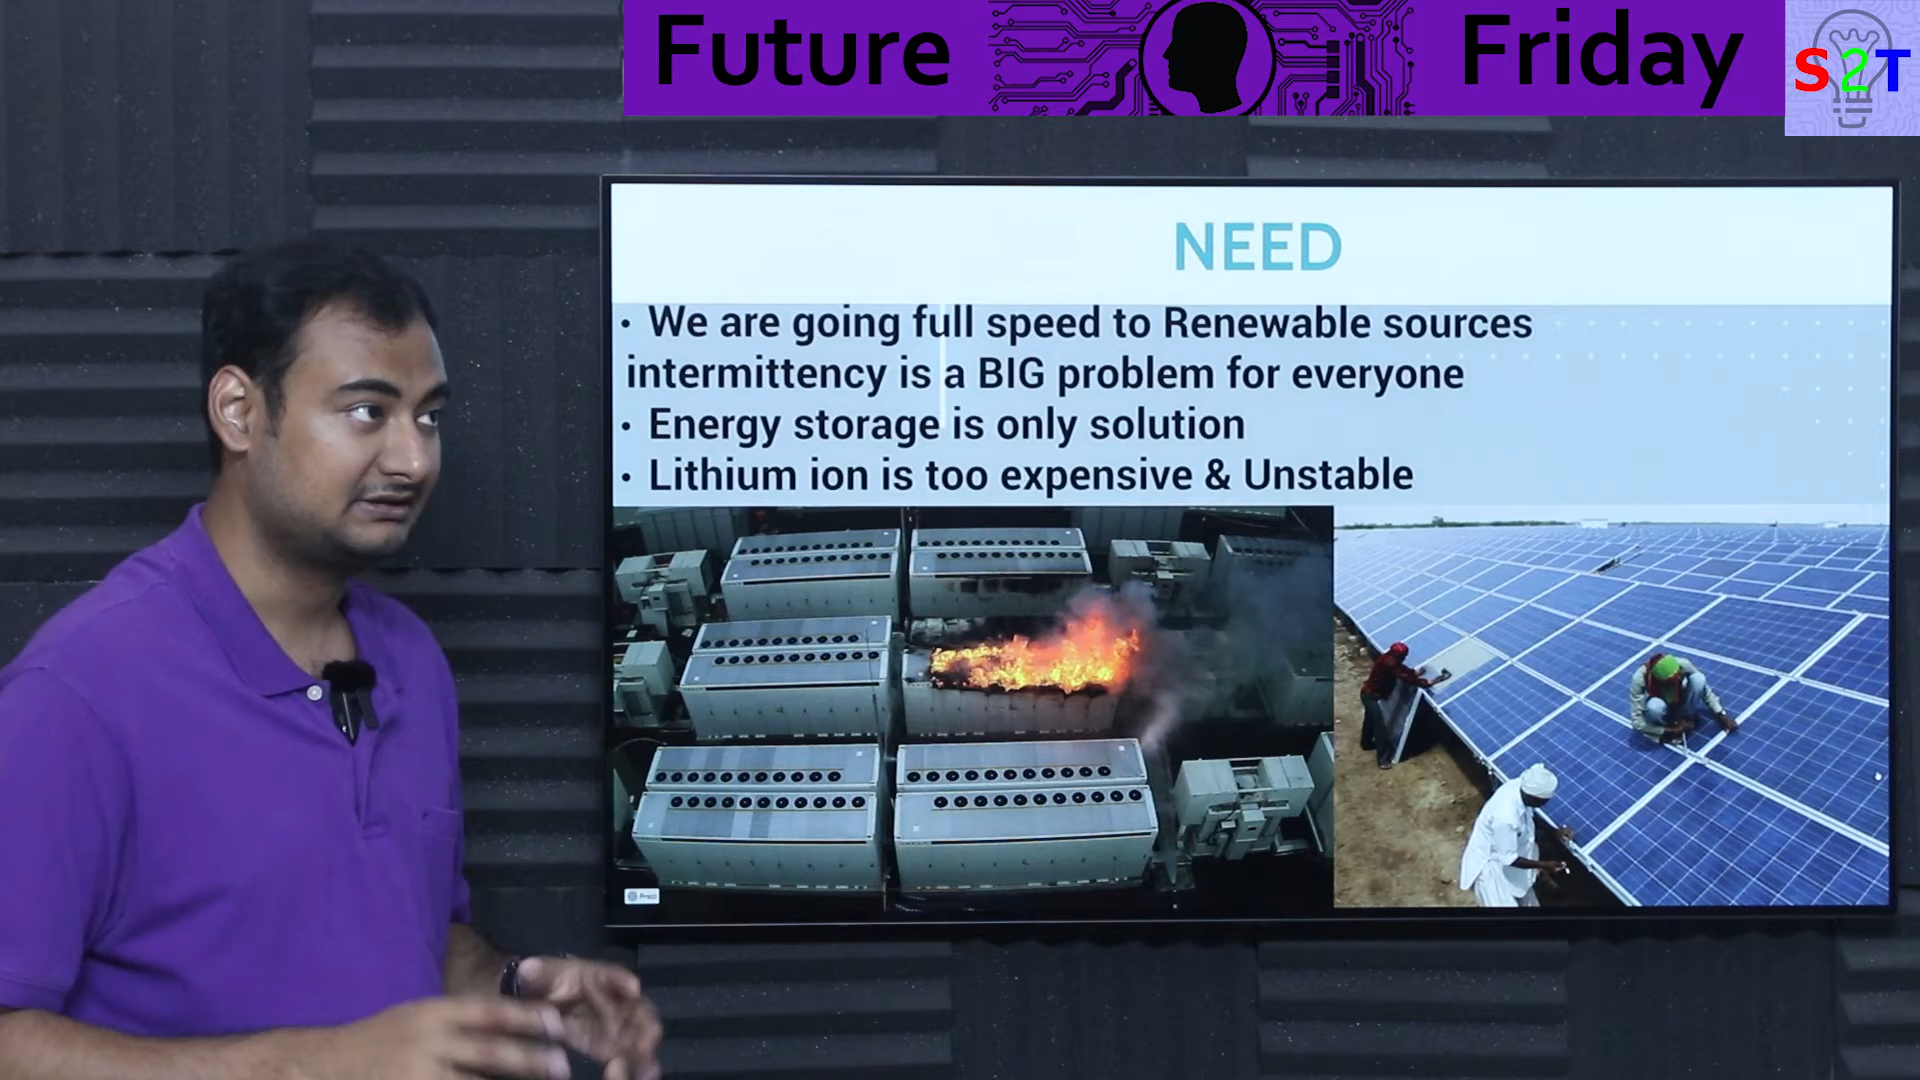 Future Friday
S2T
NEED
• We are going full speed to Renewable sources
intermittency is a BIG problem for everyone
• Energy storage is only solution
• Lithium ion is too expensive & Unstable
Prezi